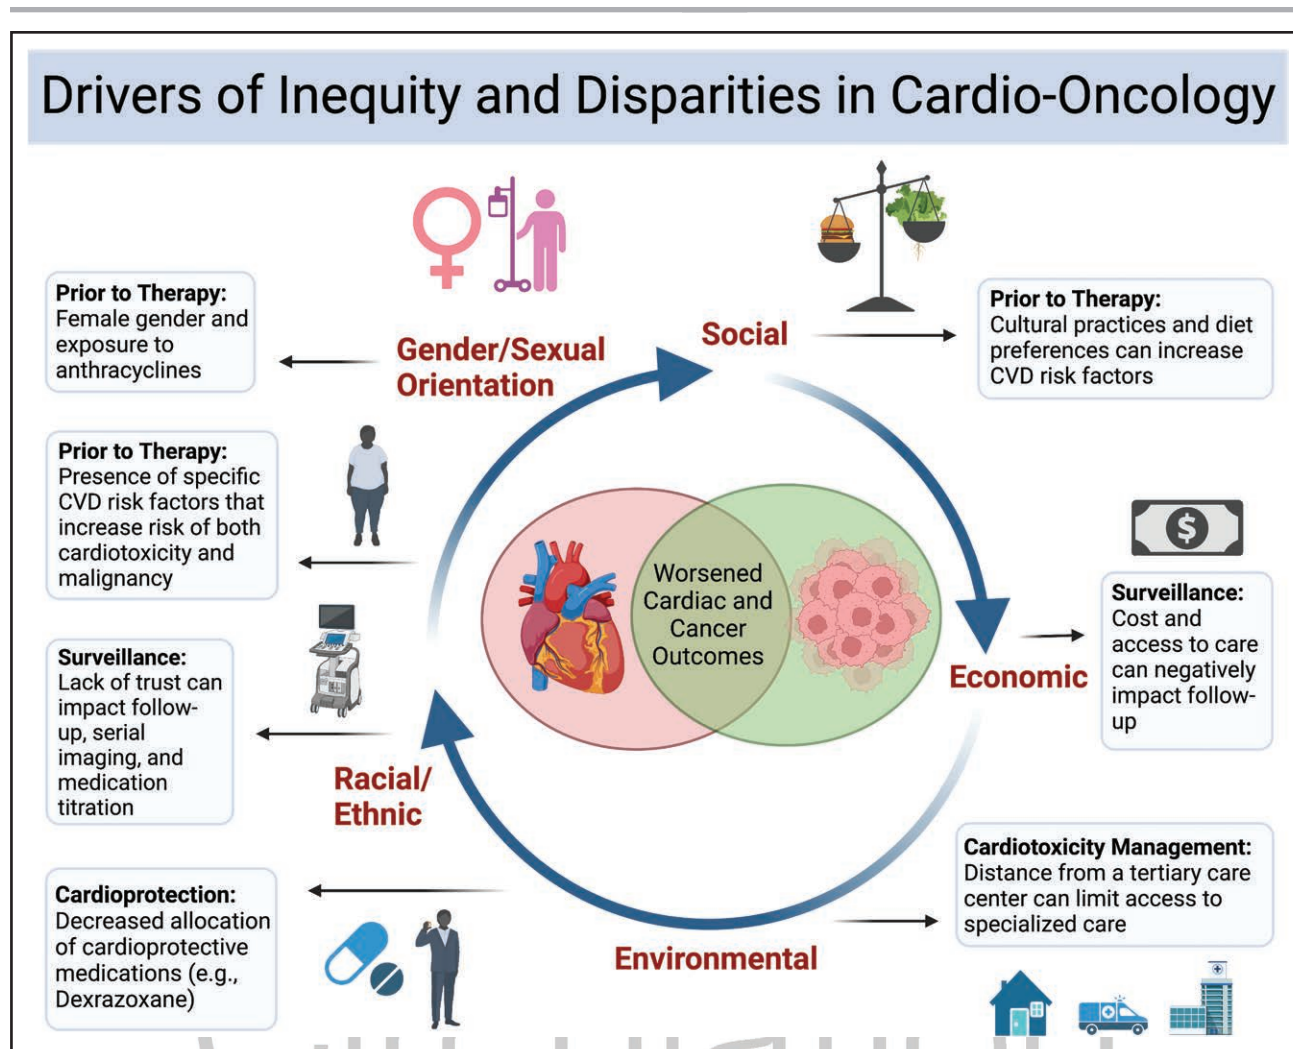 Drivers of Inequity and Disparities in Cardio-Oncology
Prior to Therapy:
Female gender and
exposure to
anthracyclines
Gender/Sexual
Orientation
Social
Prior to Therapy:
Cultural practices and diet
preferences can increase
CVD risk factors
Prior to Therapy:
Presence of specific
CVD risk factors that
increase risk of both
cardiotoxicity and
malignancy
Worsened
Cardiac and
Cancer
Outcomes
$
Surveillance:
Cost and
access to care
can negatively
impact follow-
up
Economic
Surveillance:
Lack of trust can
impact follow-
up, serial
imaging, and
medication
titration
Racial/
Ethnic
Cardiotoxicity Management:
Distance from a tertiary care
center can limit access to
specialized care
Cardioprotection:
Decreased allocation
of cardioprotective
medications (e.g.,
Dexrazoxane)
Environmental